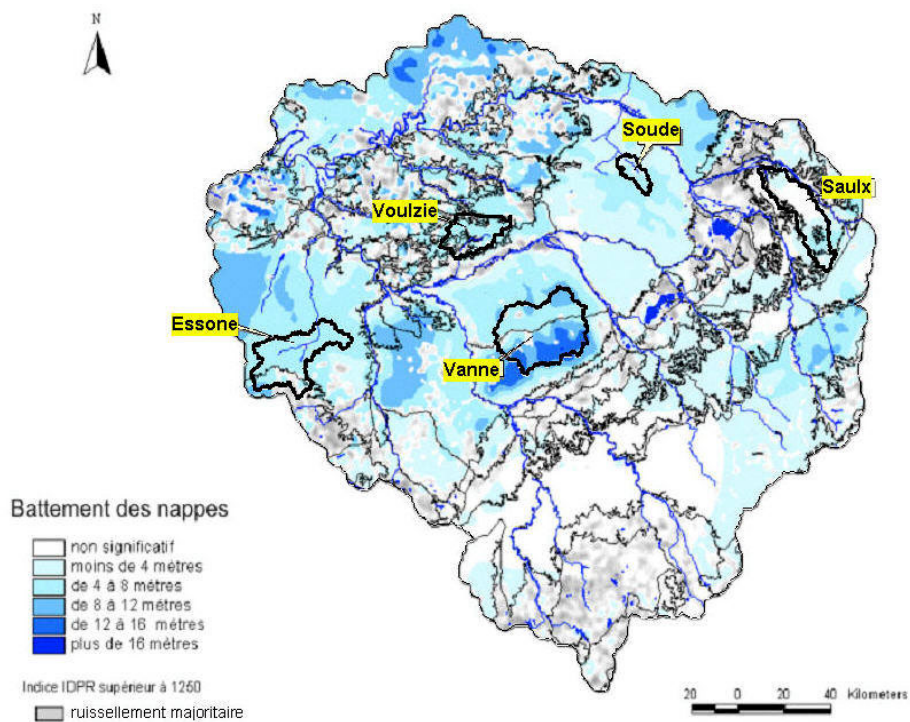 N
Soude
Saulx
Voulzie
Essone
Vanne
Battement des nappes
non significatif
moins de 4 mètres
de 4 à 8 mètres
de 8 à 12 mètres
de 12 à 16 mètres
plus de 16 mètres
Indice IDPR supérieur à 1250
ruissellement majoritaire
20 0 20 40 Kilometers